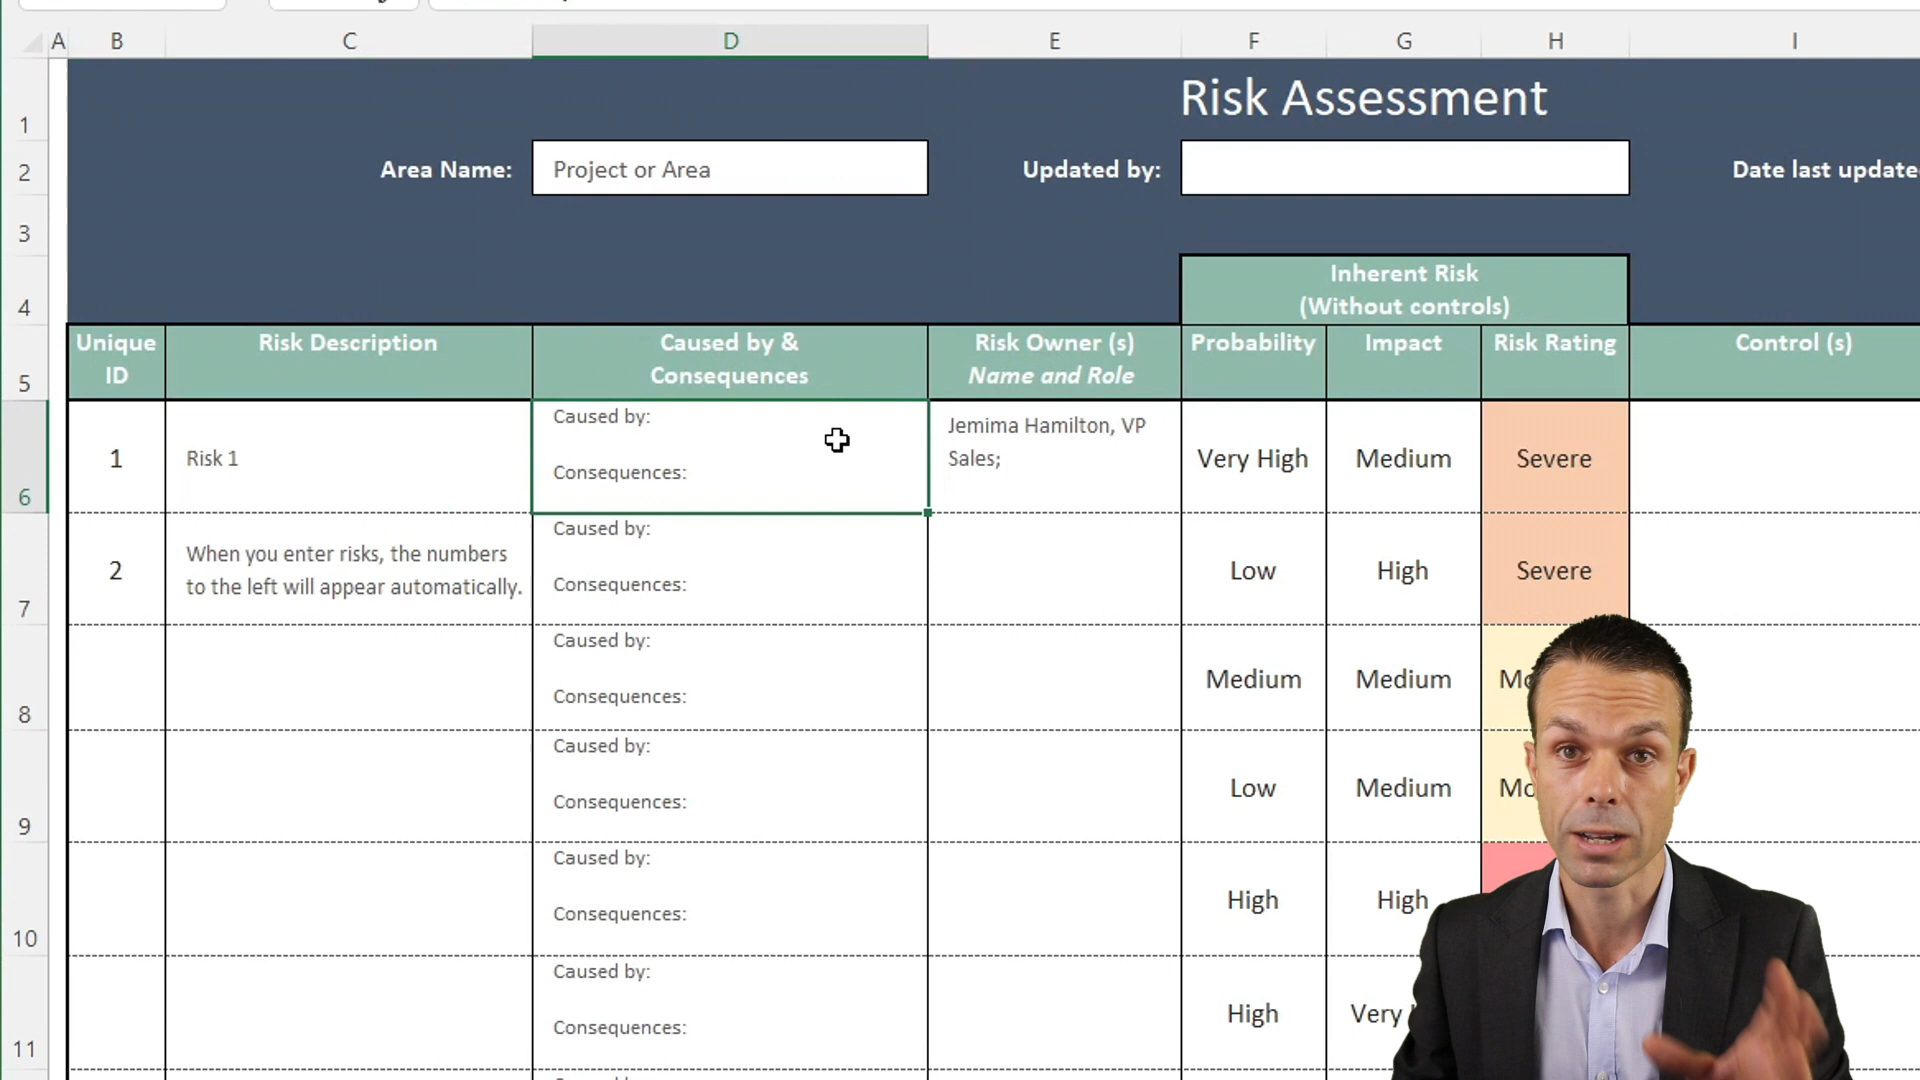 A B C D E F G H I
1 Risk Assessment
2 Area Name: Project or Area Updated by: Date last
3
4 Inherent Risk
(Without controls)
5 Unique
ID
Risk Description
Caused by &
Consequences
Risk Owner (s)
Name and Role
Probability
Impact
Risk Rating
Control (s)
6 1 Risk 1
Caused by:
Consequences:
Jemima Hamilton, VP
Sales;
Very High
Medium
Severe
7 2
When you enter risks, the numbers
to the left will appear automatically.
Caused by:
Consequences:
Low
High
Severe
8
Caused by:
Consequences:
Medium
Medium
9
Caused by:
Consequences:
Low
Medium
10
Caused by:
Consequences:
High
High
11
Caused by:
Consequences:
High
Very